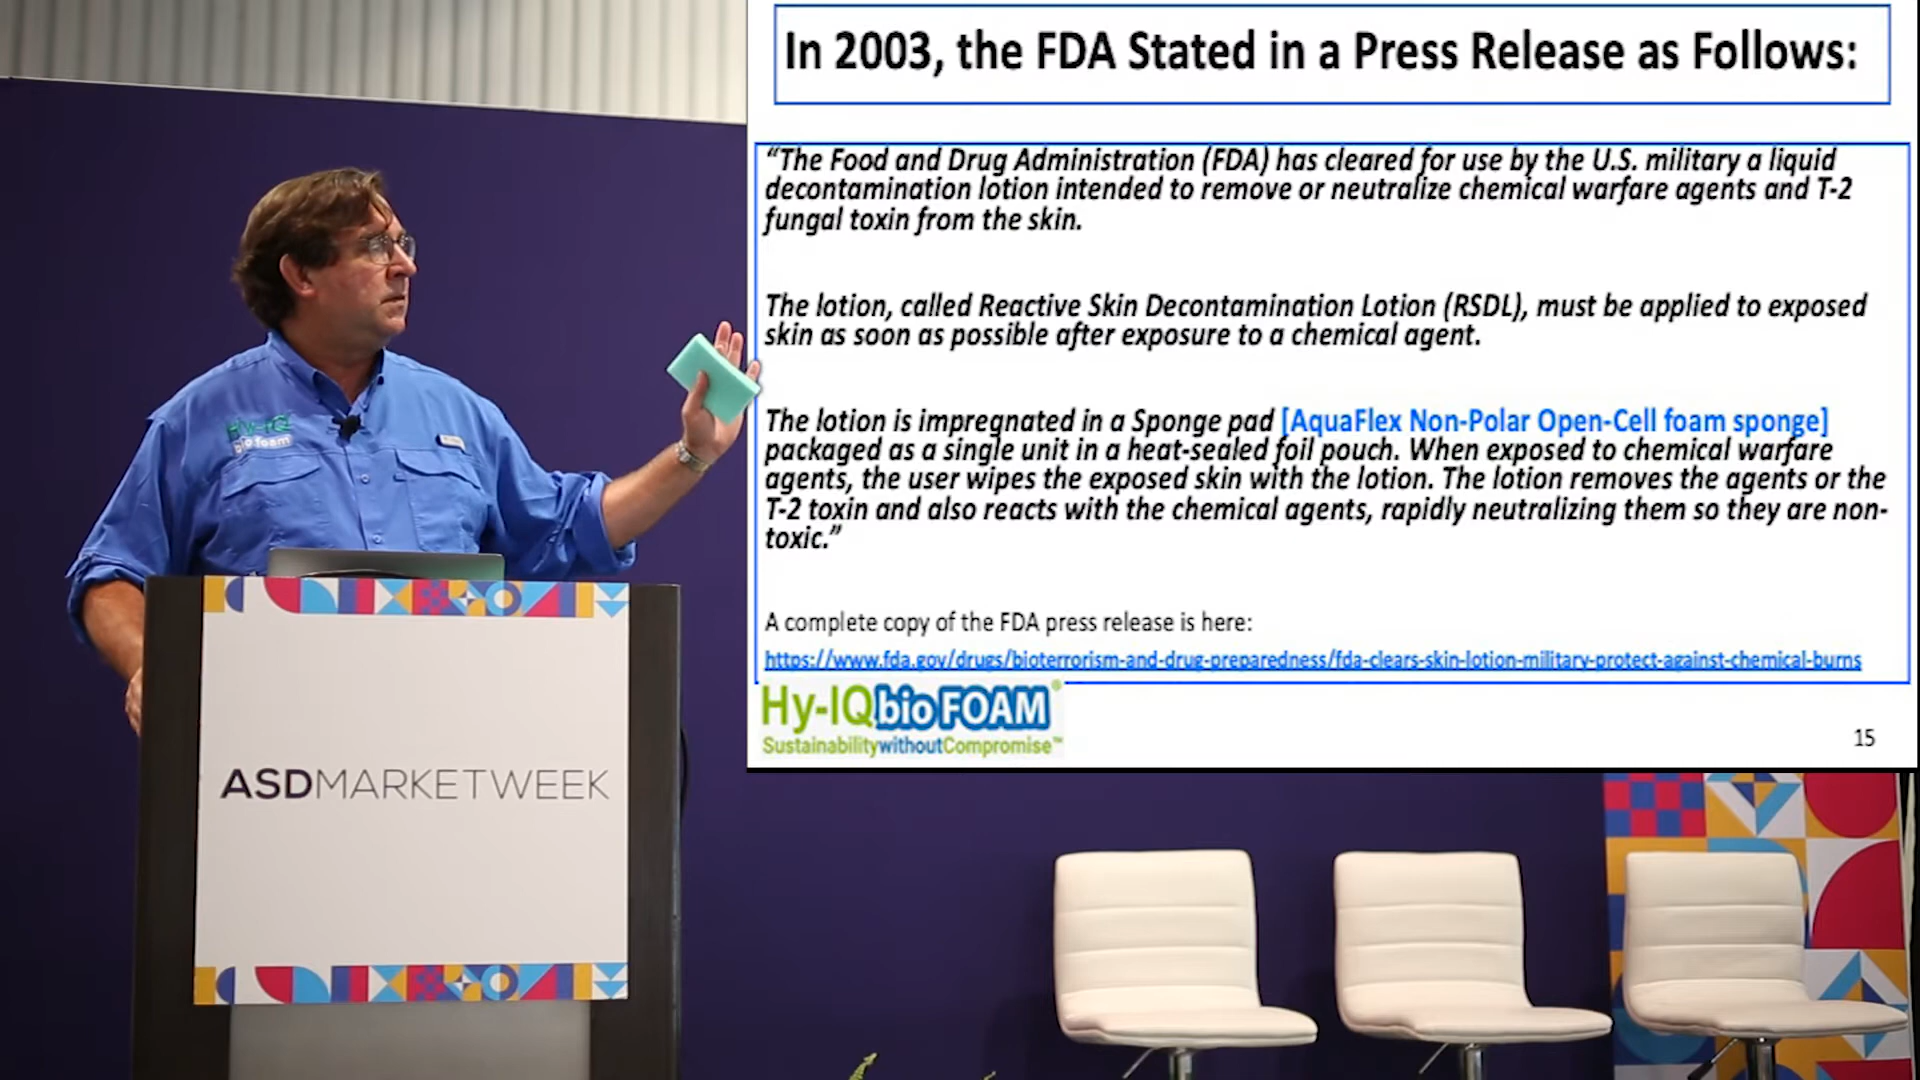 In 2003, the FDA Stated in a Press Release as Follows:
“The Food and Drug Administration (FDA) has cleared for use by the U.S. military a liquid
decontamination lotion intended to remove or neutralize chemical warfare agents and T-2
fungal toxin from the skin.
The lotion, called Reactive Skin Decontamination Lotion (RSDL), must be applied to exposed
skin as soon as possible after exposure to a chemical agent.
The lotion is impregnated in a Sponge pad [AquaFlex Non-Polar Open-Cell foam sponge]
packaged as a single unit in a heat-sealed foil pouch. When exposed to chemical warfare
agents, the user wipes the exposed skin with the lotion. The lotion removes the agents or the
T-2 toxin and also reacts with the chemical agents, rapidly neutralizing them so they are non-
toxic.”
A complete copy of the FDA press release is here:
https://www.fda.gov/drugs/bioterrorism-and-drug-preparedness/fda-clears-skin-lotion-military-protect-against-chemical-burns
Hy-IQ bio FOAM®
SustainabilitywithoutCompromise™
15
Hy-IQ
bio foam
ASDMARKETWEEK